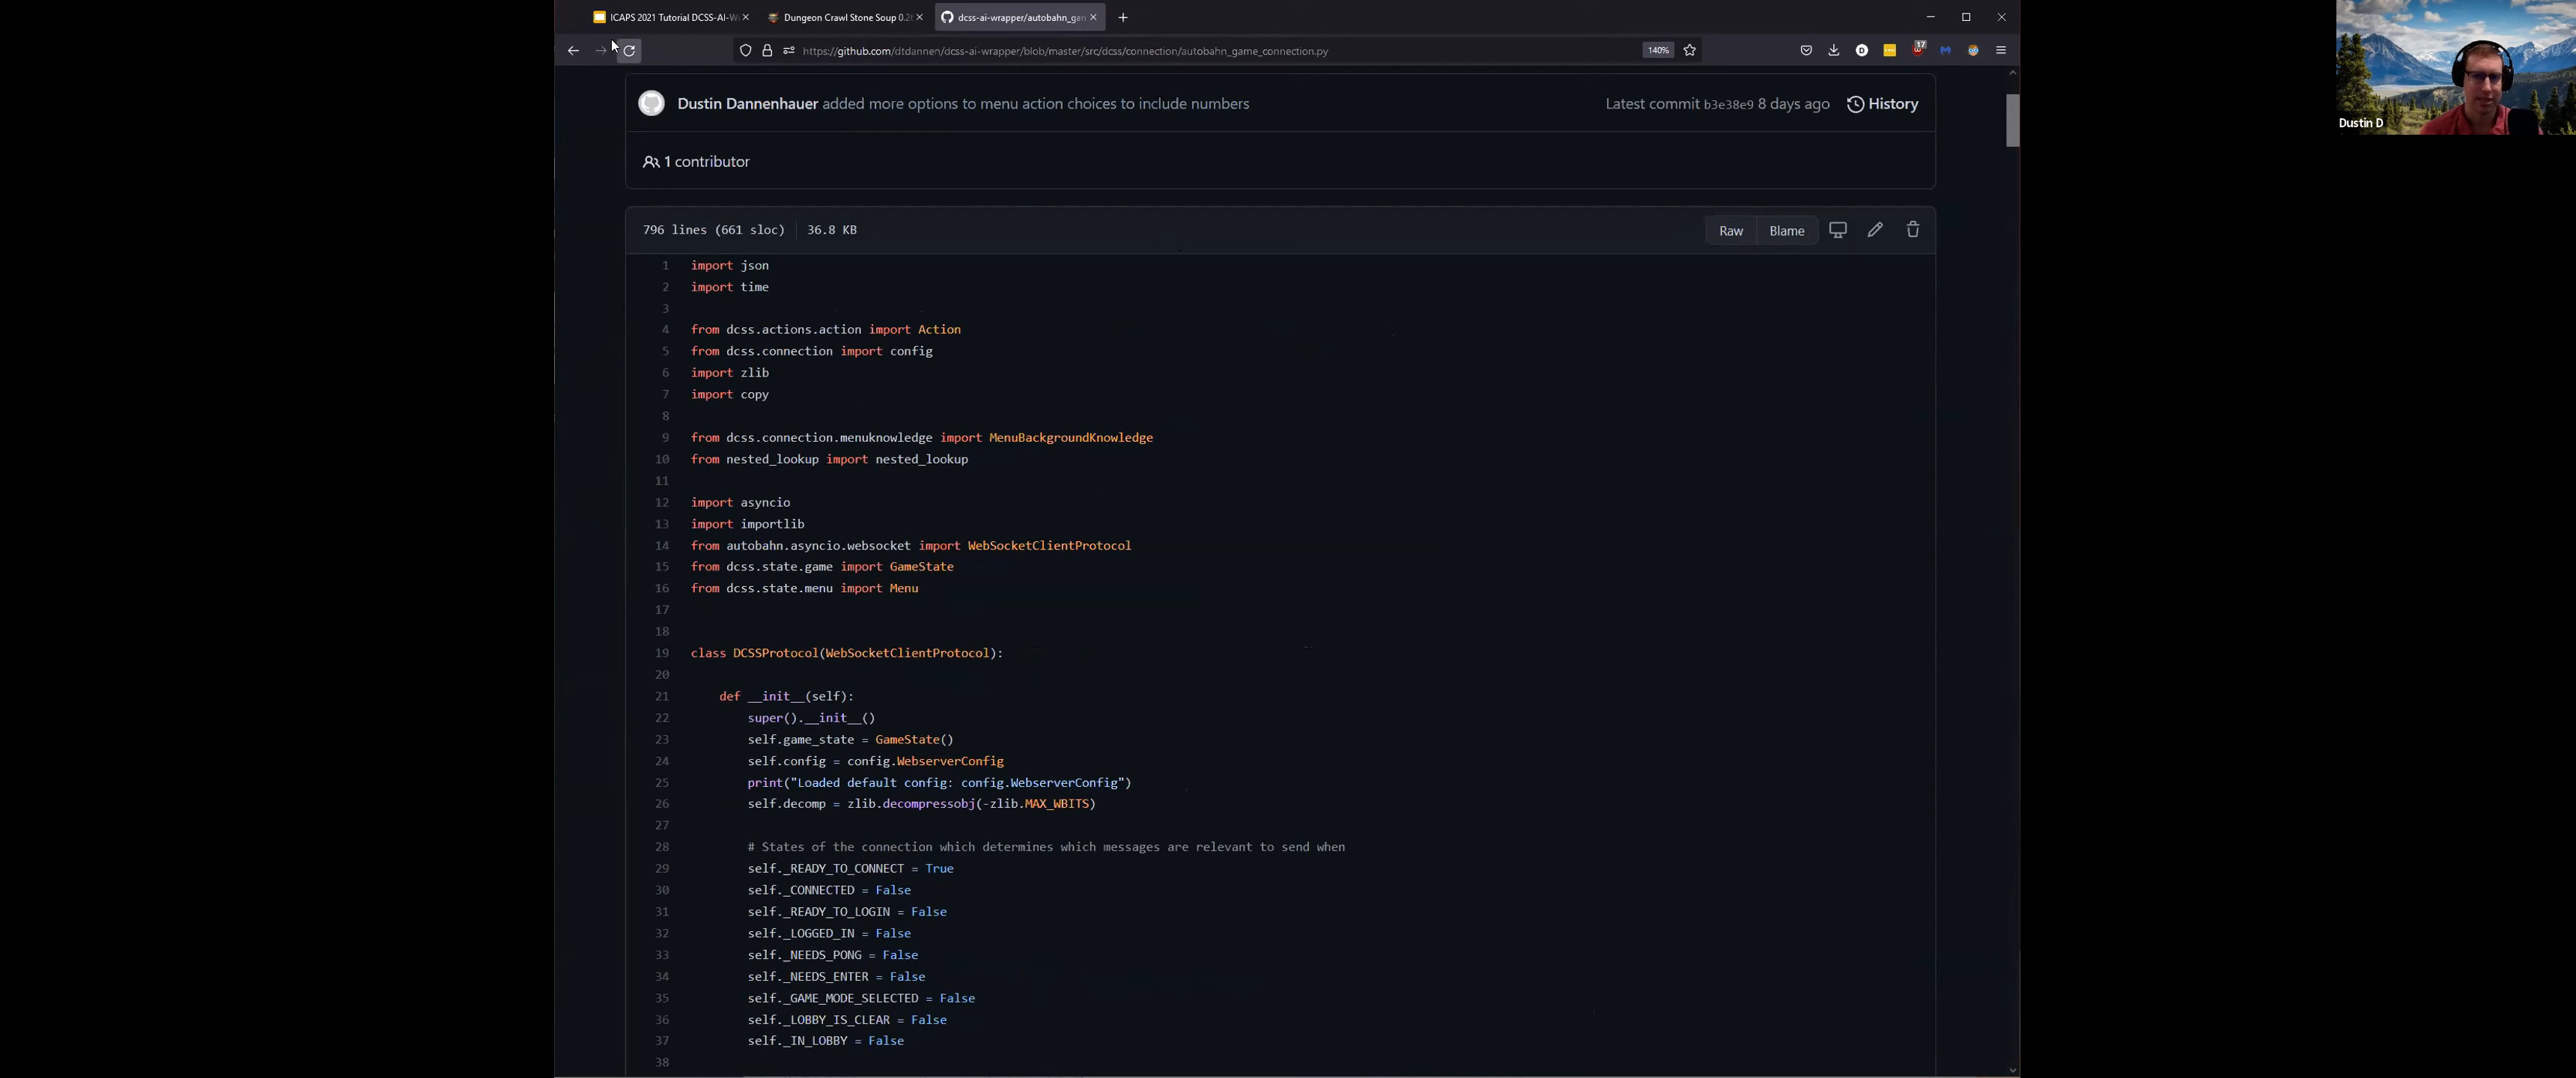 ICAPS 2021 Tutorial DCSS-AI-W
Dungeon Crawl Stone Soup 0.2
dcss-ai-wrapper/autobahn_gam
https://github.com/dtdannen/dcss-ai-wrapper/blob/master/src/dcss/connection/autobahn_game_connection.py
140%
17
Dustin D
Dustin Dannenhauer added more options to menu action choices to include numbers
Latest commit b3e38e9 8 days ago
History
1 contributor
796 lines (661 sloc)
36.8 KB
Raw
Blame
1 import json
2 import time
3
4 from dcss.actions.action import Action
5 from dcss.connection import config
6 import zlib
7 import copy
8
9 from dcss.connection.menuknowledge import MenuBackgroundKnowledge
10 from nested_lookup import nested_lookup
11
12 import asyncio
13 import importlib
14 from autobahn.asyncio.websocket import WebSocketClientProtocol
15 from dcss.state.game import GameState
16 from dcss.state.menu import Menu
17
18
19 class DCSSProtocol(WebSocketClientProtocol):
20
21 def __init__(self):
22 super().__init__()
23 self.game_state = GameState()
24 self.config = config.WebserverConfig
25 print("Loaded default config: config.WebserverConfig")
26 self.decomp = zlib.decompressobj(-zlib.MAX_WBITS)
27
28 # States of the connection which determines which messages are relevant to send when
29 self._READY_TO_CONNECT = True
30 self._CONNECTED = False
31 self._READY_TO_LOGIN = False
32 self._LOGGED_IN = False
33 self._NEEDS_PONG = False
34 self._NEEDS_ENTER = False
35 self._GAME_MODE_SELECTED = False
36 self._LOBBY_IS_CLEAR = False
37 self._IN_LOBBY = False
38